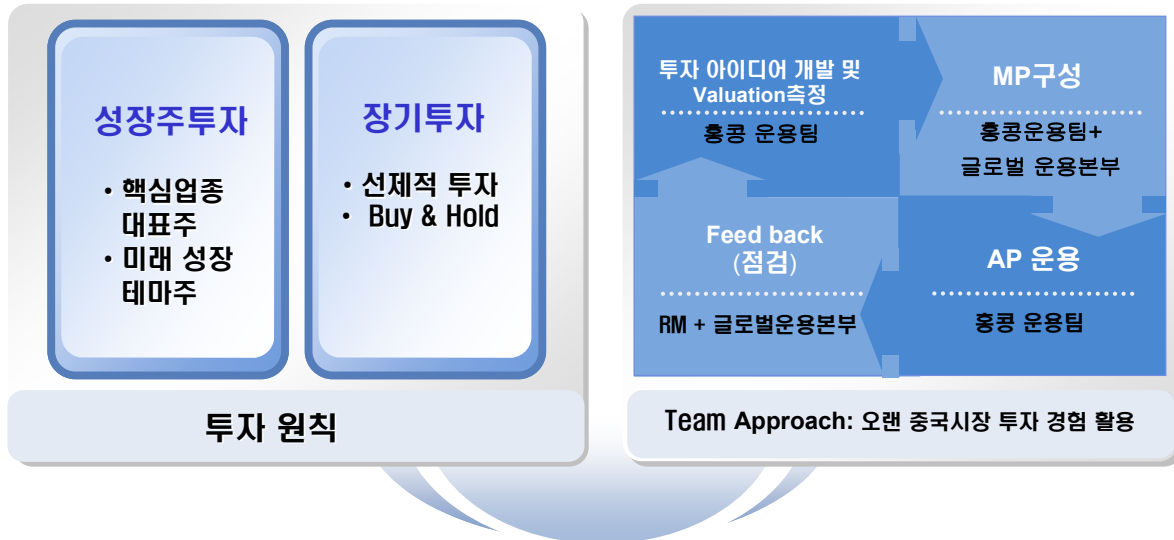 성장주투자
· 핵심업종
대표주
· 미래 성장
테마주
장기투자
· 선제적 투자
· Buy & Hold
투자 원칙
투자 아이디어 개발 및
Valuation측정
홍콩 운용팀
MP구성
홍콩운용팀+
글로벌 운용본부
Feed back
(점검)
RM + 글로벌운용본부
AP 운용
홍콩 운용팀
Team Approach: 오랜 중국시장 투자 경험 활용